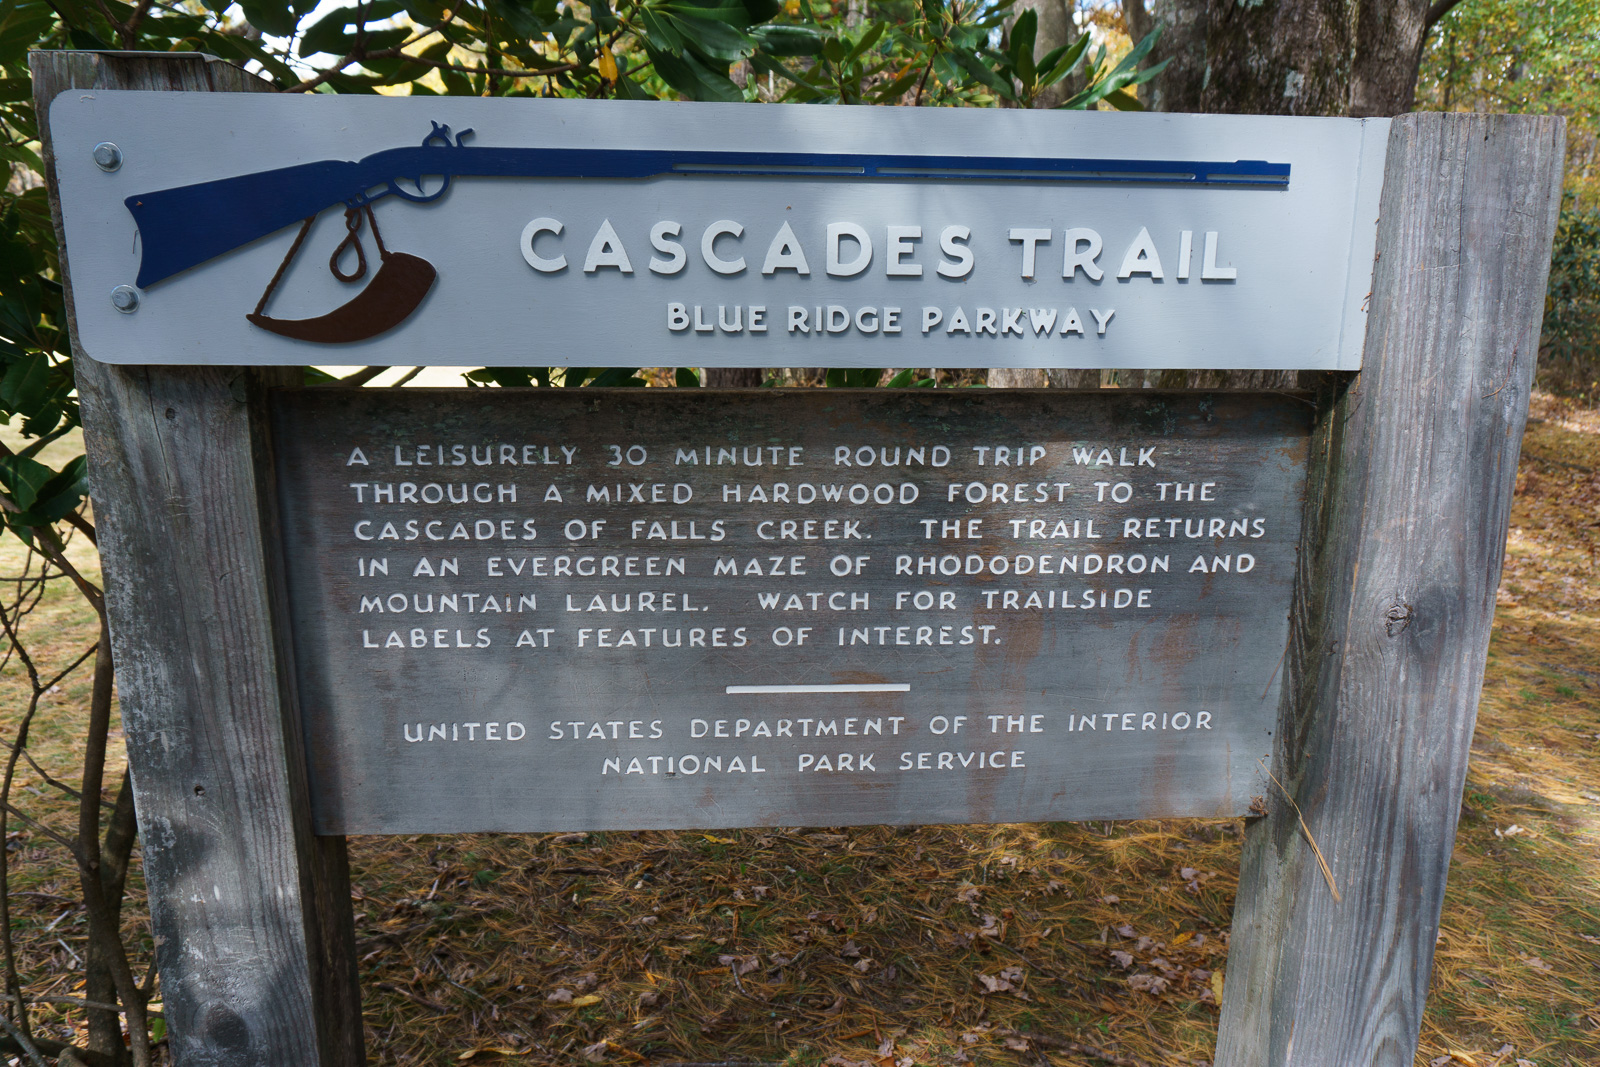 CASCADES TRAIL
BLUE RIDGE PARKWAY
A LEISURELY 30 MINUTE ROUND TRIP WALK
THROUGH A MIXED HARDWOOD FOREST TO THE
CASCADES OF FALLS CREEK. THE TRAIL RETURNS
IN AN EVERGREEN MAZE OF RHODODENDRON AND
MOUNTAIN LAUREL. WATCH FOR TRAILSIDE
LABELS AT FEATURES OF INTEREST.
UNITED STATES DEPARTMENT OF THE INTERIOR
NATIONAL PARK SERVICE